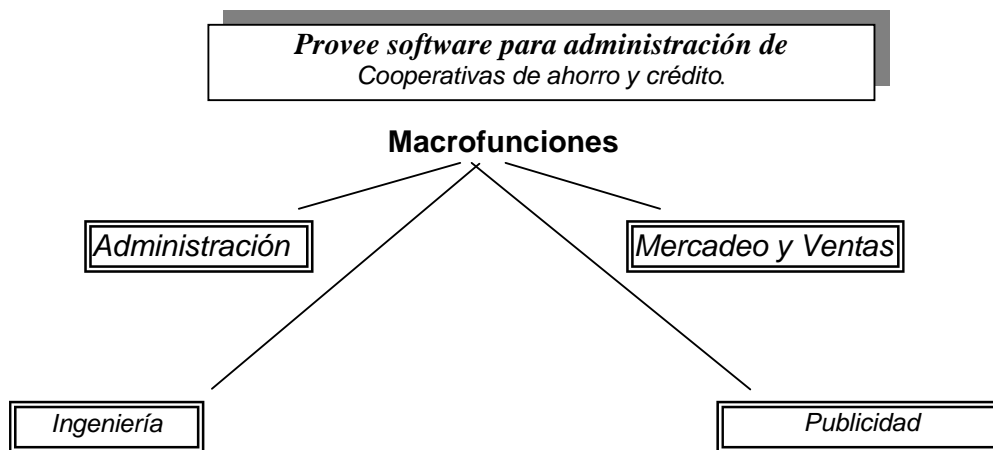 Provee software para administración de
Cooperativas de ahorro y crédito.
Macrofunciones
Administración
Mercadeo y Ventas
Ingeniería
Publicidad